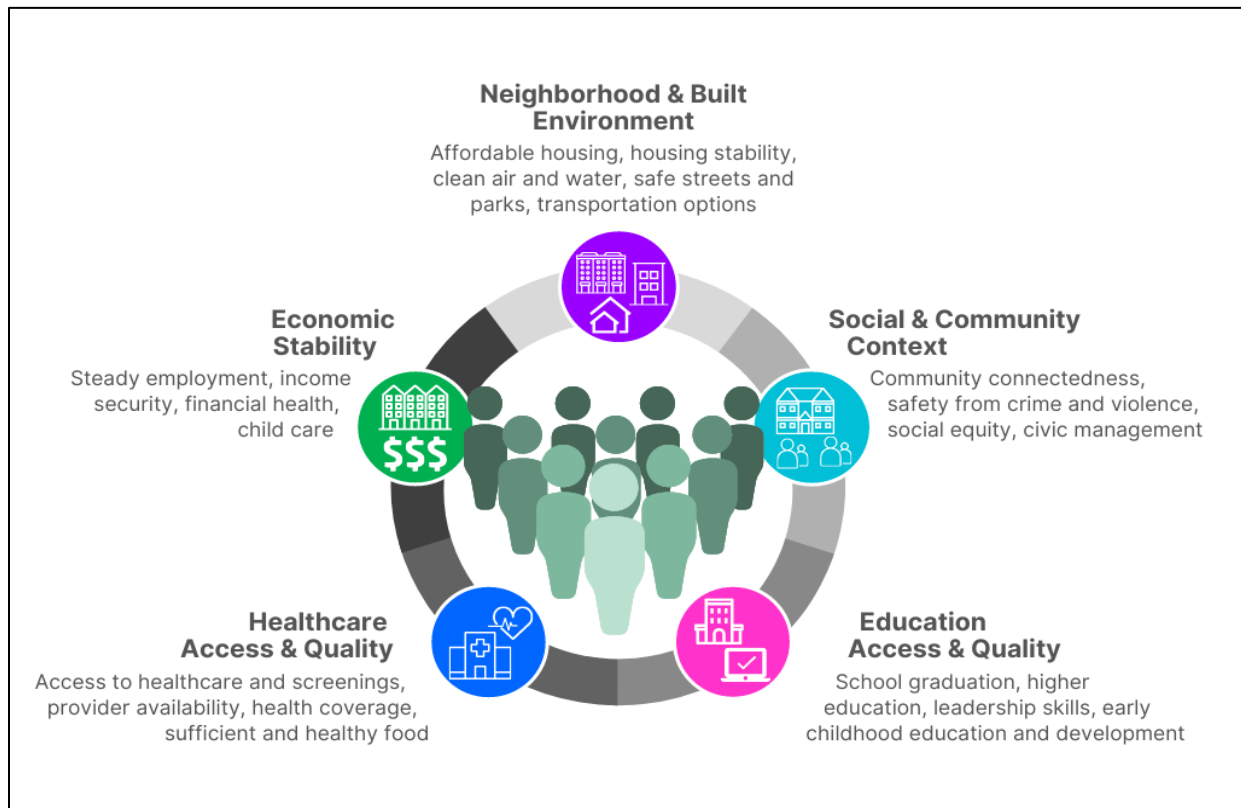 Neighborhood & Built
Environment
Affordable housing, housing stability,
clean air and water, safe streets and
parks, transportation options
Economic
Stability
Steady employment, income
security, financial health,
child care
$$$
Social & Community
Context
Community connectedness,
safety from crime and violence,
social equity, civic management
Healthcare
Access & Quality
Access to healthcare and screenings,
provider availability, health coverage,
sufficient and healthy food
Education
Access & Quality
School graduation, higher
education, leadership skills, early
childhood education and development